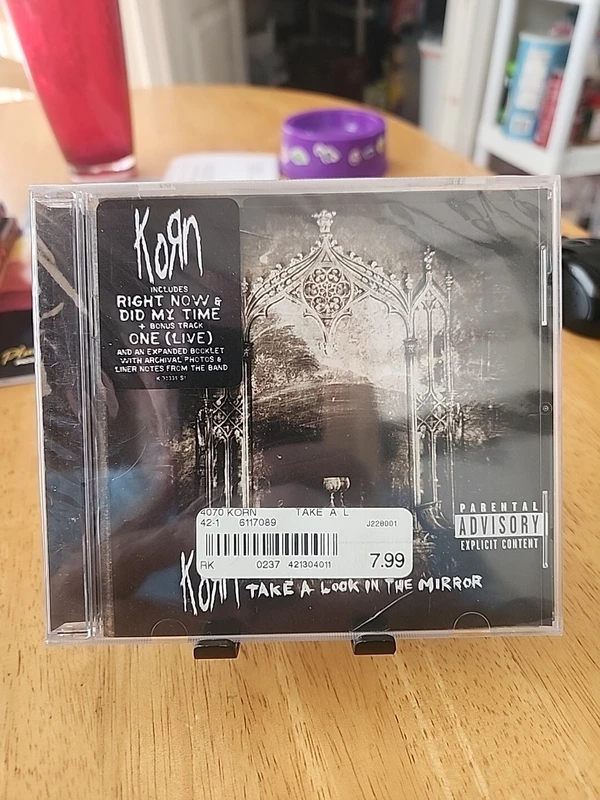 KoЯn
INCLUDES
RIGHT NOW &
DID MY TIME
+ BONUS TRACK
ONE (LIVE)
AND AN EXPANDED BOOKLET
WITH ARCHIVAL PHOTOS &
LINER NOTES FROM THE BAND
4070 KORN TAKE A L
42-1 6117089 J228001
RK 0237 421304011 7.99
PARENTAL
ADVISORY
EXPLICIT CONTENT
KoЯn TAKE A LOOK IN THE MIRROR